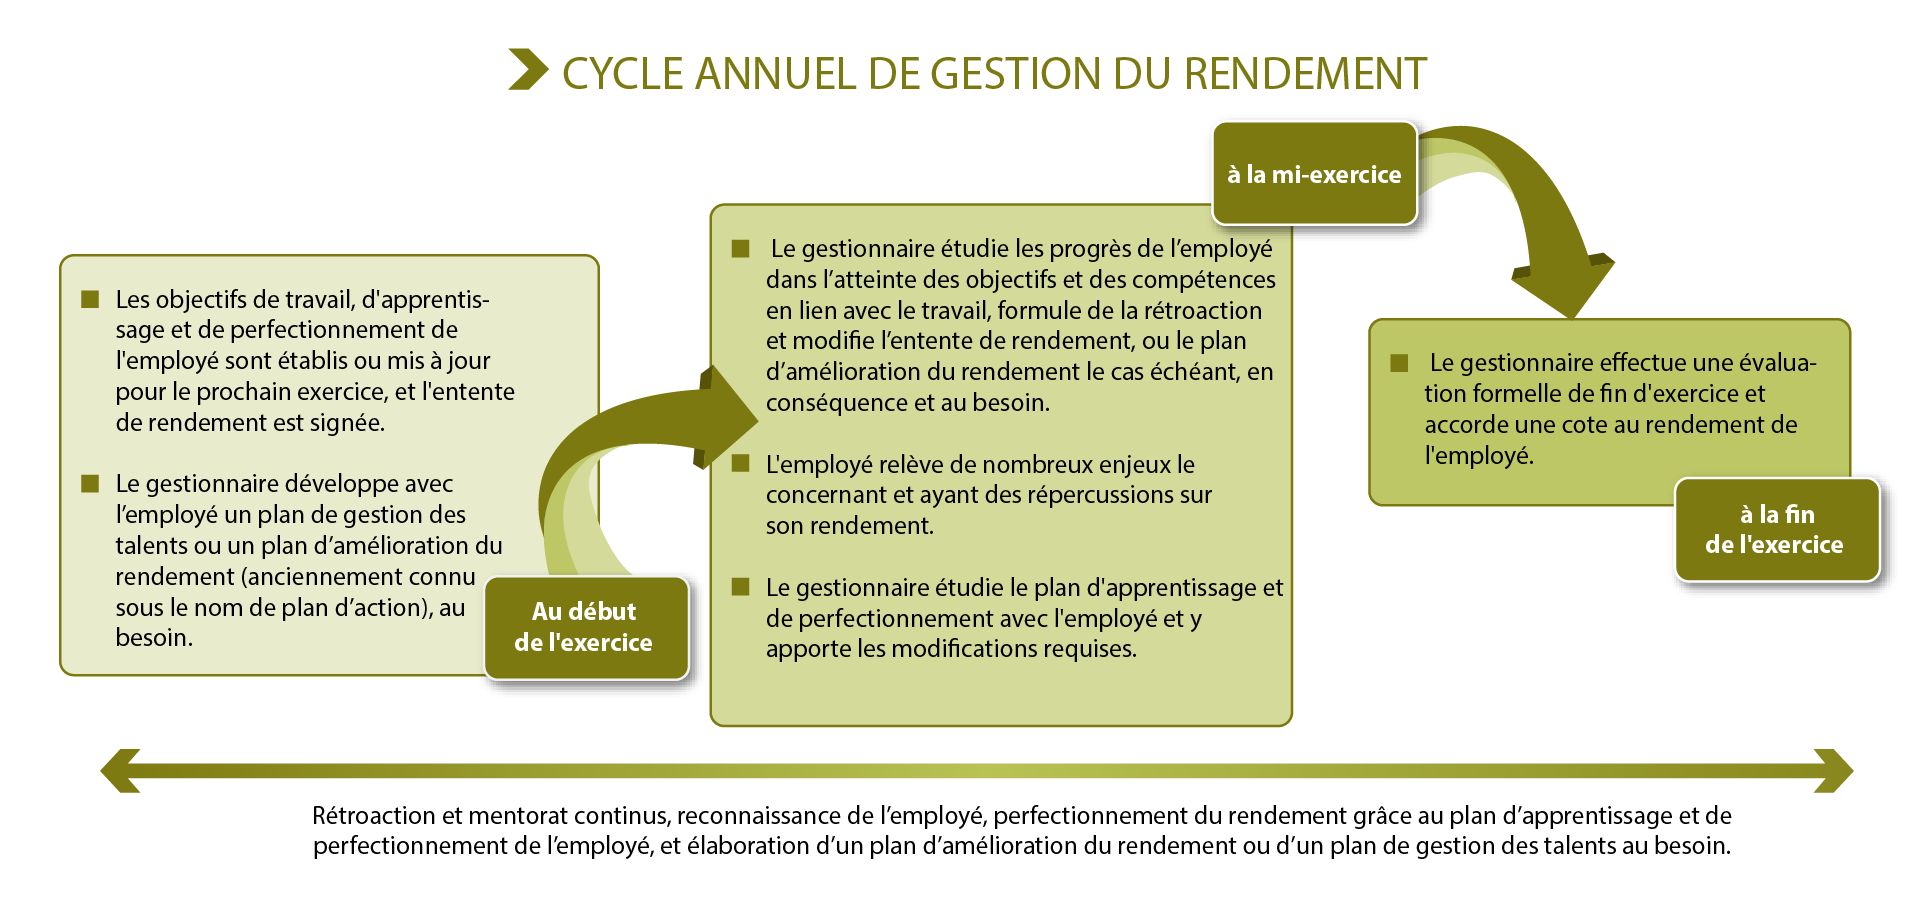 CYCLE ANNUEL DE GESTION DU RENDEMENT
Les objectifs de travail, d'apprentis-
sage et de perfectionnement de
l'employé sont établis ou mis à jour
pour le prochain exercice, et l'entente
de rendement est signée.
Le gestionnaire développe avec
l’employé un plan de gestion des
talents ou un plan d’amélioration du
rendement (anciennement connu
sous le nom de plan d’action), au
besoin.
Au début
de l'exercice
Le gestionnaire étudie les progrès de l’employé
dans l’atteinte des objectifs et des compétences
en lien avec le travail, formule de la rétroaction
et modifie l’entente de rendement, ou le plan
d’amélioration du rendement le cas échéant, en
conséquence et au besoin.
L'employé relève de nombreux enjeux le
concernant et ayant des répercussions sur
son rendement.
Le gestionnaire étudie le plan d'apprentissage et
de perfectionnement avec l'employé et y
apporte les modifications requises.
à la mi-exercice
Le gestionnaire effectue une évalua-
tion formelle de fin d'exercice et
accorde une cote au rendement de
l'employé.
à la fin
de l'exercice
Rétroaction et mentorat continus, reconnaissance de l’employé, perfectionnement du rendement grâce au plan d’apprentissage et de
perfectionnement de l’employé, et élaboration d’un plan d’amélioration du rendement ou d’un plan de gestion des talents au besoin.